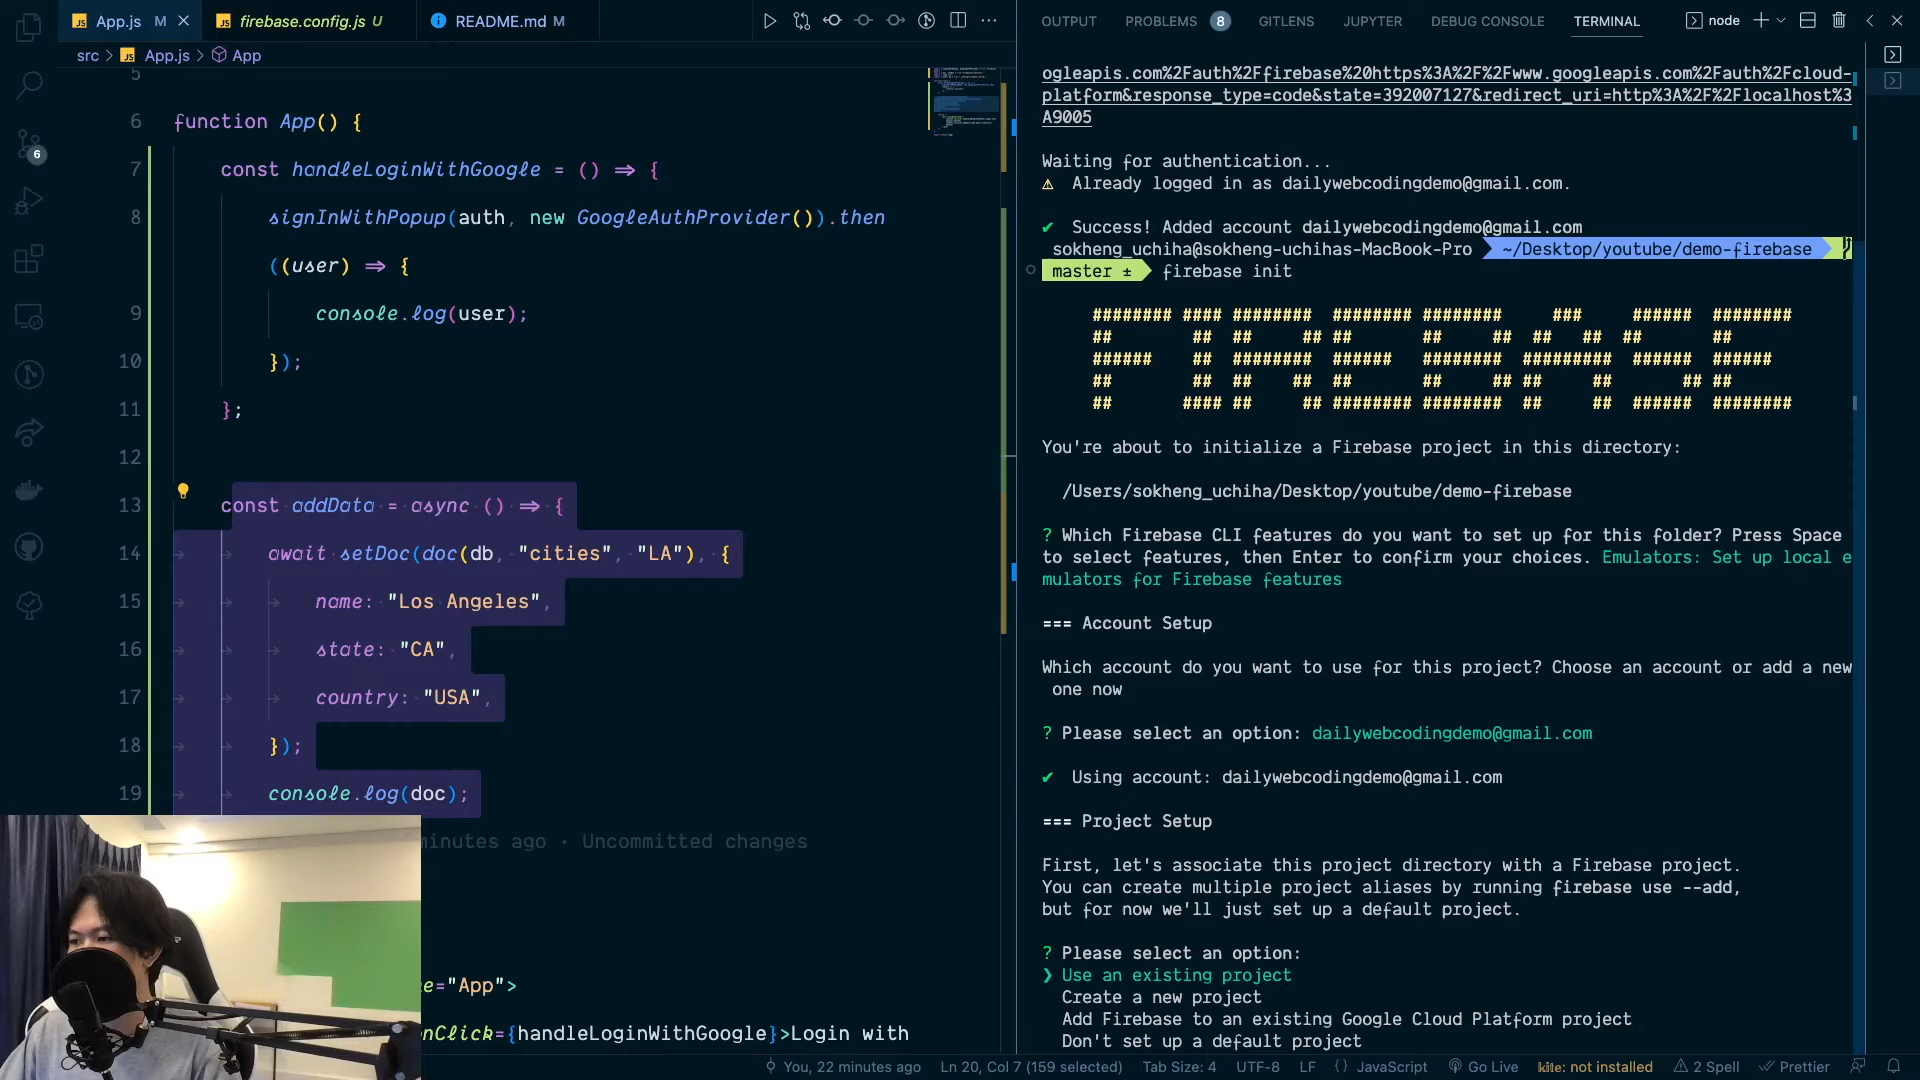 App.js M
firebase.config.js U
README.md M
src > App.js > App
5
6 function App() {
7 const handleLoginWithGoogle = () => {
8 signInWithPopup(auth, new GoogleAuthProvider()).then
((user) => {
9 console.log(user);
10 });
11 };
12
13 const addData = async () => {
14 await setDoc(doc(db, "cities", "LA"), {
15 name: "Los Angeles",
16 state: "CA",
17 country: "USA",
18 });
19 console.log(doc);
minutes ago · Uncommitted changes
="App">
onClick={handleLoginWithGoogle}>Login with
6
OUTPUT PROBLEMS 8 GITLENS JUPYTER DEBUG CONSOLE TERMINAL node
ogleapis.com%2Fauth%2Ffirebase%20https%3A%2F%2Fwww.googleapis.com%2Fauth%2Fcloud-
platform&response_type=code&state=392007127&redirect_uri=http%3A%2F%2Flocalhost%3
A9005
Waiting for authentication...
⚠ Already logged in as dailywebcodingdemo@gmail.com.
✔ Success! Added account dailywebcodingdemo@gmail.com
sokheng_uchiha@sokheng-uchihas-MacBook-Pro ~/Desktop/youtube/demo-firebase
master ± firebase init
FIREBASE
You're about to initialize a Firebase project in this directory:
/Users/sokheng_uchiha/Desktop/youtube/demo-firebase
? Which Firebase CLI features do you want to set up for this folder? Press Space
to select features, then Enter to confirm your choices. Emulators: Set up local e
mulators for Firebase features
=== Account Setup
Which account do you want to use for this project? Choose an account or add a new
one now
? Please select an option: dailywebcodingdemo@gmail.com
✔ Using account: dailywebcodingdemo@gmail.com
=== Project Setup
First, let's associate this project directory with a Firebase project.
You can create multiple project aliases by running firebase use --add,
but for now we'll just set up a default project.
? Please select an option:
❯ Use an existing project
Create a new project
Add Firebase to an existing Google Cloud Platform project
Don't set up a default project
You, 22 minutes ago Ln 20, Col 7 (159 selected) Tab Size: 4 UTF-8 LF {} JavaScript Go Live kite: not installed 2 Spell Prettier